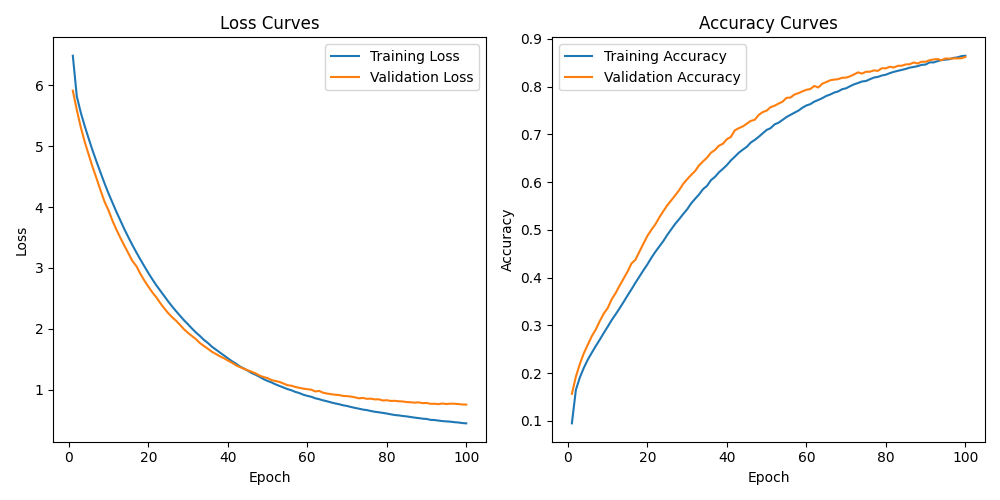 Loss Curves
Training Loss
Validation Loss
6
5
4
3
2
1
Loss
0 20 40 60 80 100
Epoch
Accuracy Curves
Training Accuracy
Validation Accuracy
0.9
0.8
0.7
0.6
0.5
0.4
0.3
0.2
0.1
Accuracy
0 20 40 60 80 100
Epoch